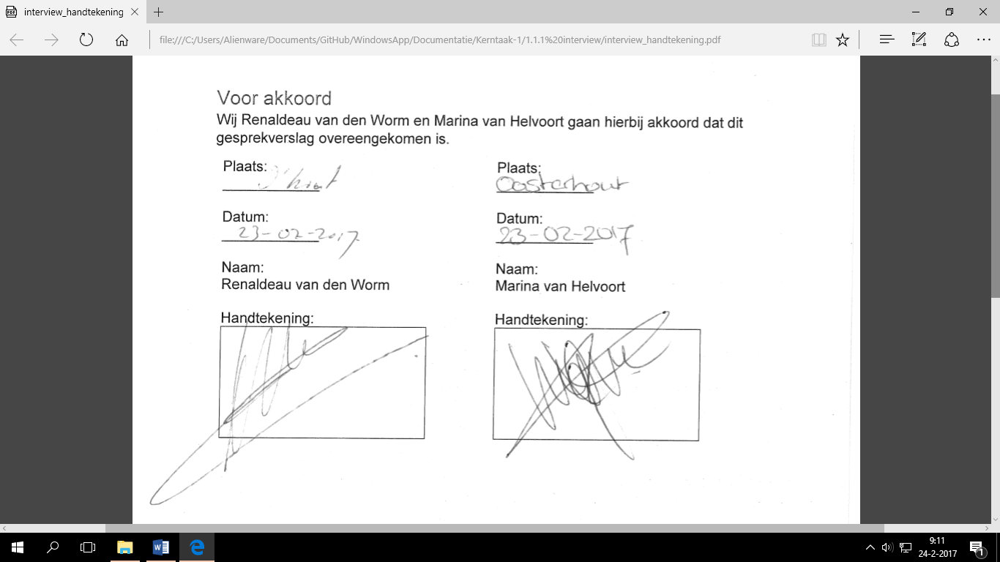 interview_handtekening
file:///C:/Users/Alienware/Documents/GitHub/WindowsApp/Documentatie/Kerntaak-1/1.1.1%20interview/interview_handtekening.pdf
Voor akkoord
Wij Renaldeau van den Worm en Marina van Helvoort gaan hierbij akkoord dat dit
gesprekverslag overeengekomen is.
Plaats:
Datum:
23-02-2017
Naam:
Renaldeau van den Worm
Handtekening:
Plaats:
Oosterhout
Datum:
23-02-2017
Naam:
Marina van Helvoort
Handtekening:
9:11
24-2-2017
1